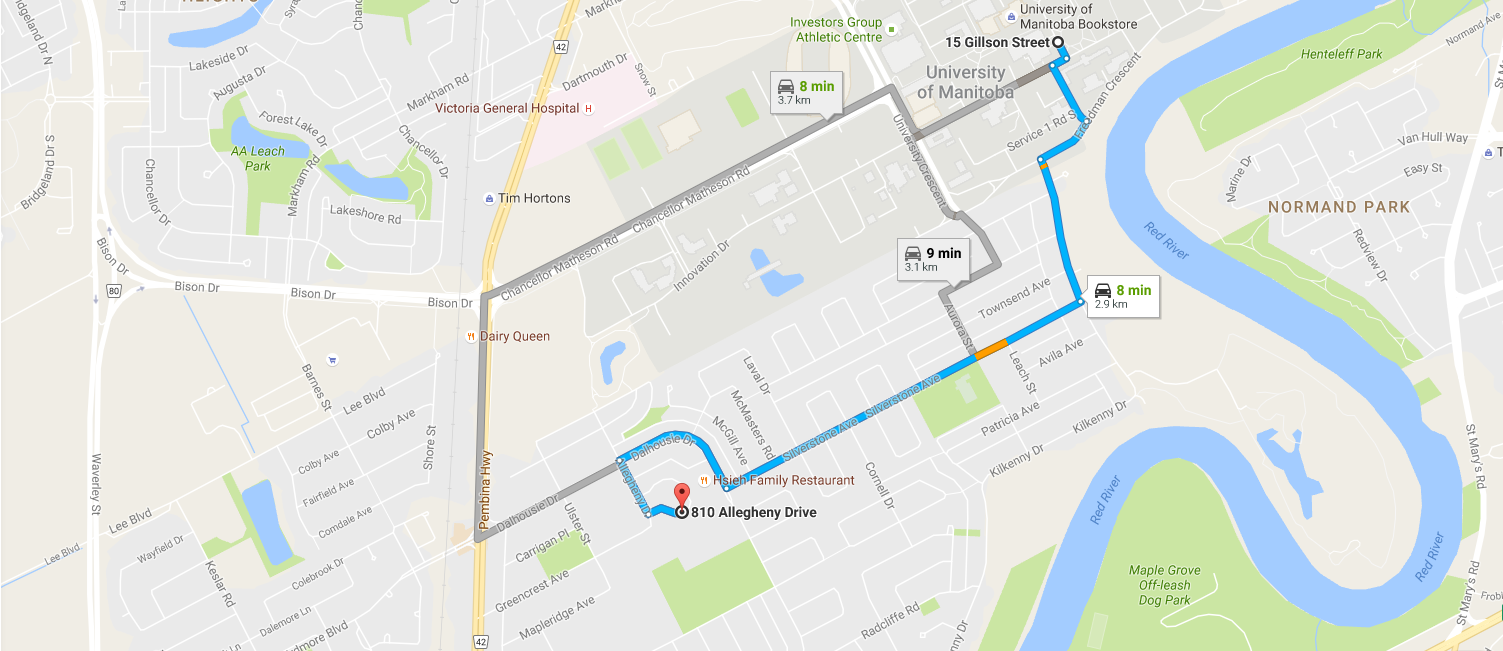 HEIGHTS
University of
Manitoba Bookstore
Investors Group
Athletic Centre
15 Gillson Street
42
Lakeside Dr
Markham Rd
Dartmouth Dr
Snow St
Augusta Dr
University
of Manitoba
8 min
3.7 km
Henteleff Park
Normand Ave
Bridgeland Dr S
Victoria General Hospital
H
Forest Lake Dr
Chancellor Dr
AA Leach
Park
Markham Rd
Chancellor Dr
Lakeshore Rd
Tim Hortons
University Crescent
Service 1 Rd S
Freedman Crescent
Van Hull Way
Easy St
Marine Dr
NORMAND PARK
Red River
Redview Dr
Chancellor Matheson Rd
Chancellor Matheson Rd
Innovation Dr
9 min
3.1 km
Bison Dr
Bison Dr
Bison Dr
Bison Dr
80
8 min
2.9 km
Townsend Ave
Aurora St
Dairy Queen
Avila Ave
Leach St
Barnes St
Lee Blvd
Colby Ave
Laval Dr
McMasters Rd
McGill Ave
Silverstone Ave
Silverstone Ave
Patricia Ave
Kilkenny Dr
Kilkenny Dr
Shore St
Colby Ave
Fairfield Ave
Comdale Ave
Waverley St
Pembina Hwy
Dalhousie Dr
Allegheny Dr
Hsieh Family Restaurant
Cornell Dr
St Mary's Rd
Red River
810 Allegheny Drive
Dalhousie Dr
Ulster St
Lee Blvd
Lee Blvd
Wayfield Dr
Carrigan Pl
Colebrook Dr
Keslar Rd
Greencrest Ave
Mapleridge Ave
Dalemore Ln
Radcliffe Rd
Maple Grove
Off-leash
Dog Park
Red River
St Mary's Rd
42